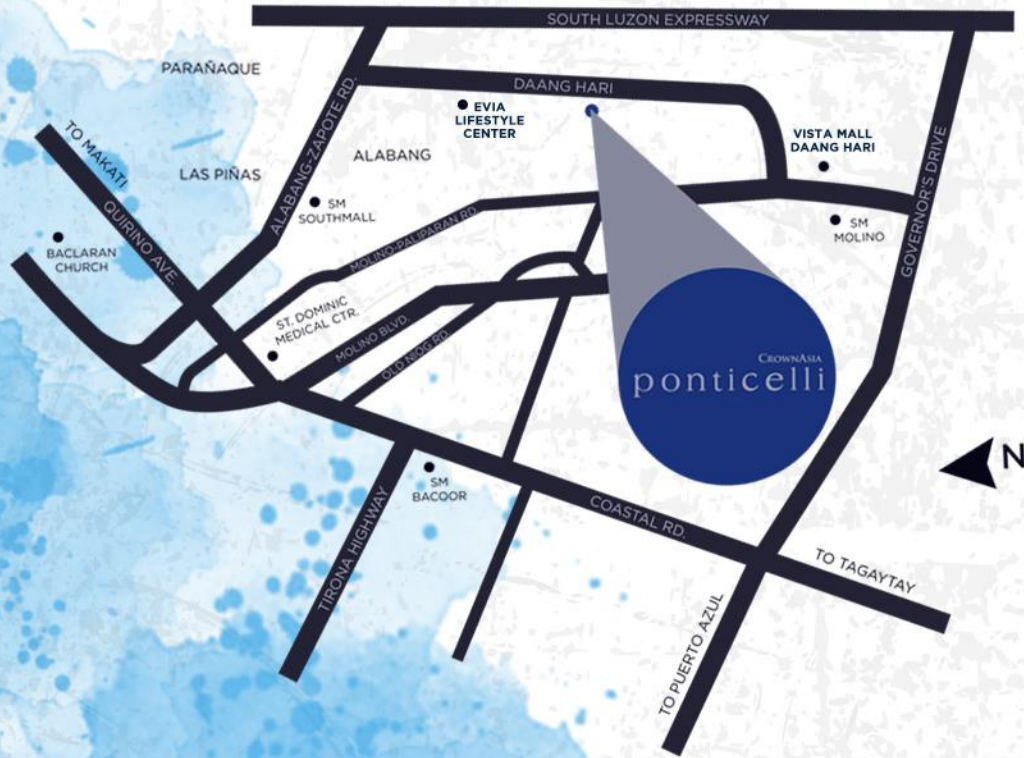 SOUTH LUZON EXPRESSWAY
PARAÑAQUE
DAANG HARI
EVIA
LIFESTYLE
CENTER
ALABANG-ZAPOTE RD.
TO MAKATI
VISTA MALL
DAANG HARI
ALABANG
LAS PIÑAS
SM
SOUTHMALL
QUIRINO AVE.
MOLINO-PALIPARAN RD
SM
MOLINO
GOVERNOR'S DRIVE
BACLARAN
CHURCH
ST. DOMINIC
MEDICAL CTR.
MOLINO BLVD.
OLD NIOG RD.
CROWNASIA
ponticelli
N
SM
BACOOR
COASTAL RD.
TIRONA HIGHWAY
TO TAGAYTAY
TO PUERTO AZUL